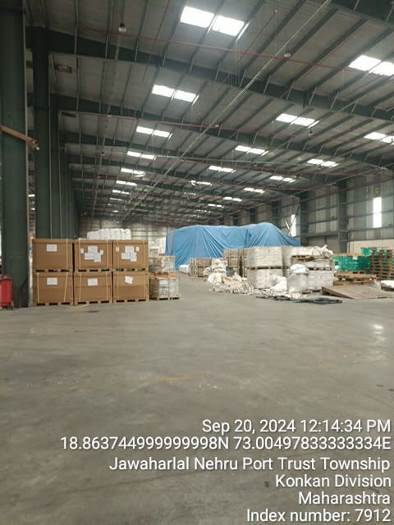 Sep 20, 2024 12:14:34 PM
18.863744999999998N 73.00497833333334E
Jawaharlal Nehru Port Trust Township
Konkan Division
Maharashtra
Index number: 7912